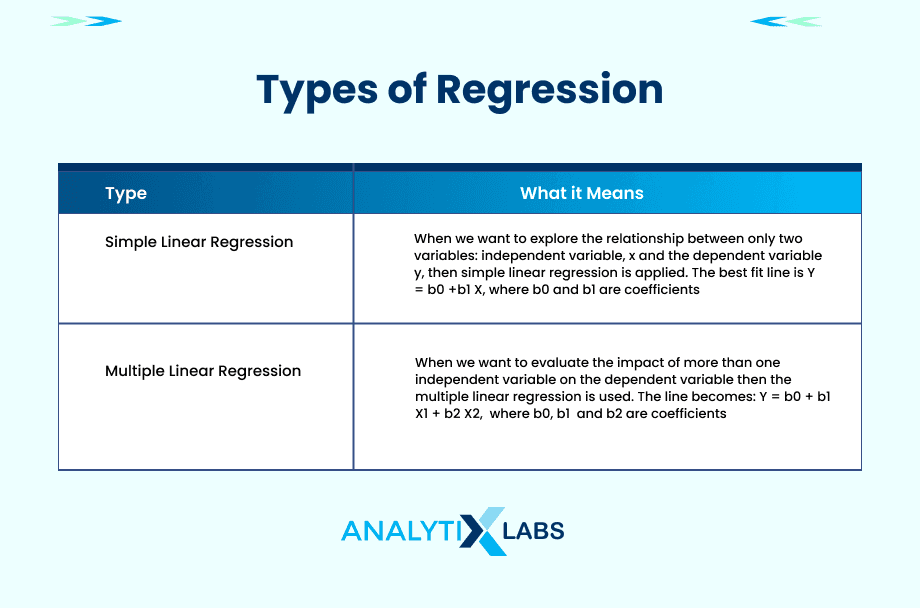 Types of Regression
Type
What it Means
Simple Linear Regression
When we want to explore the relationship between only two
variables: independent variable, x and the dependent variable
y, then simple linear regression is applied. The best fit line is Y
= b0 +b1 X, where b0 and b1 are coefficients
Multiple Linear Regression
When we want to evaluate the impact of more than one
independent variable on the dependent variable then the
multiple linear regression is used. The line becomes: Y = b0 + b1
X1 + b2 X2, where b0, b1 and b2 are coefficients
ANALYTIX LABS